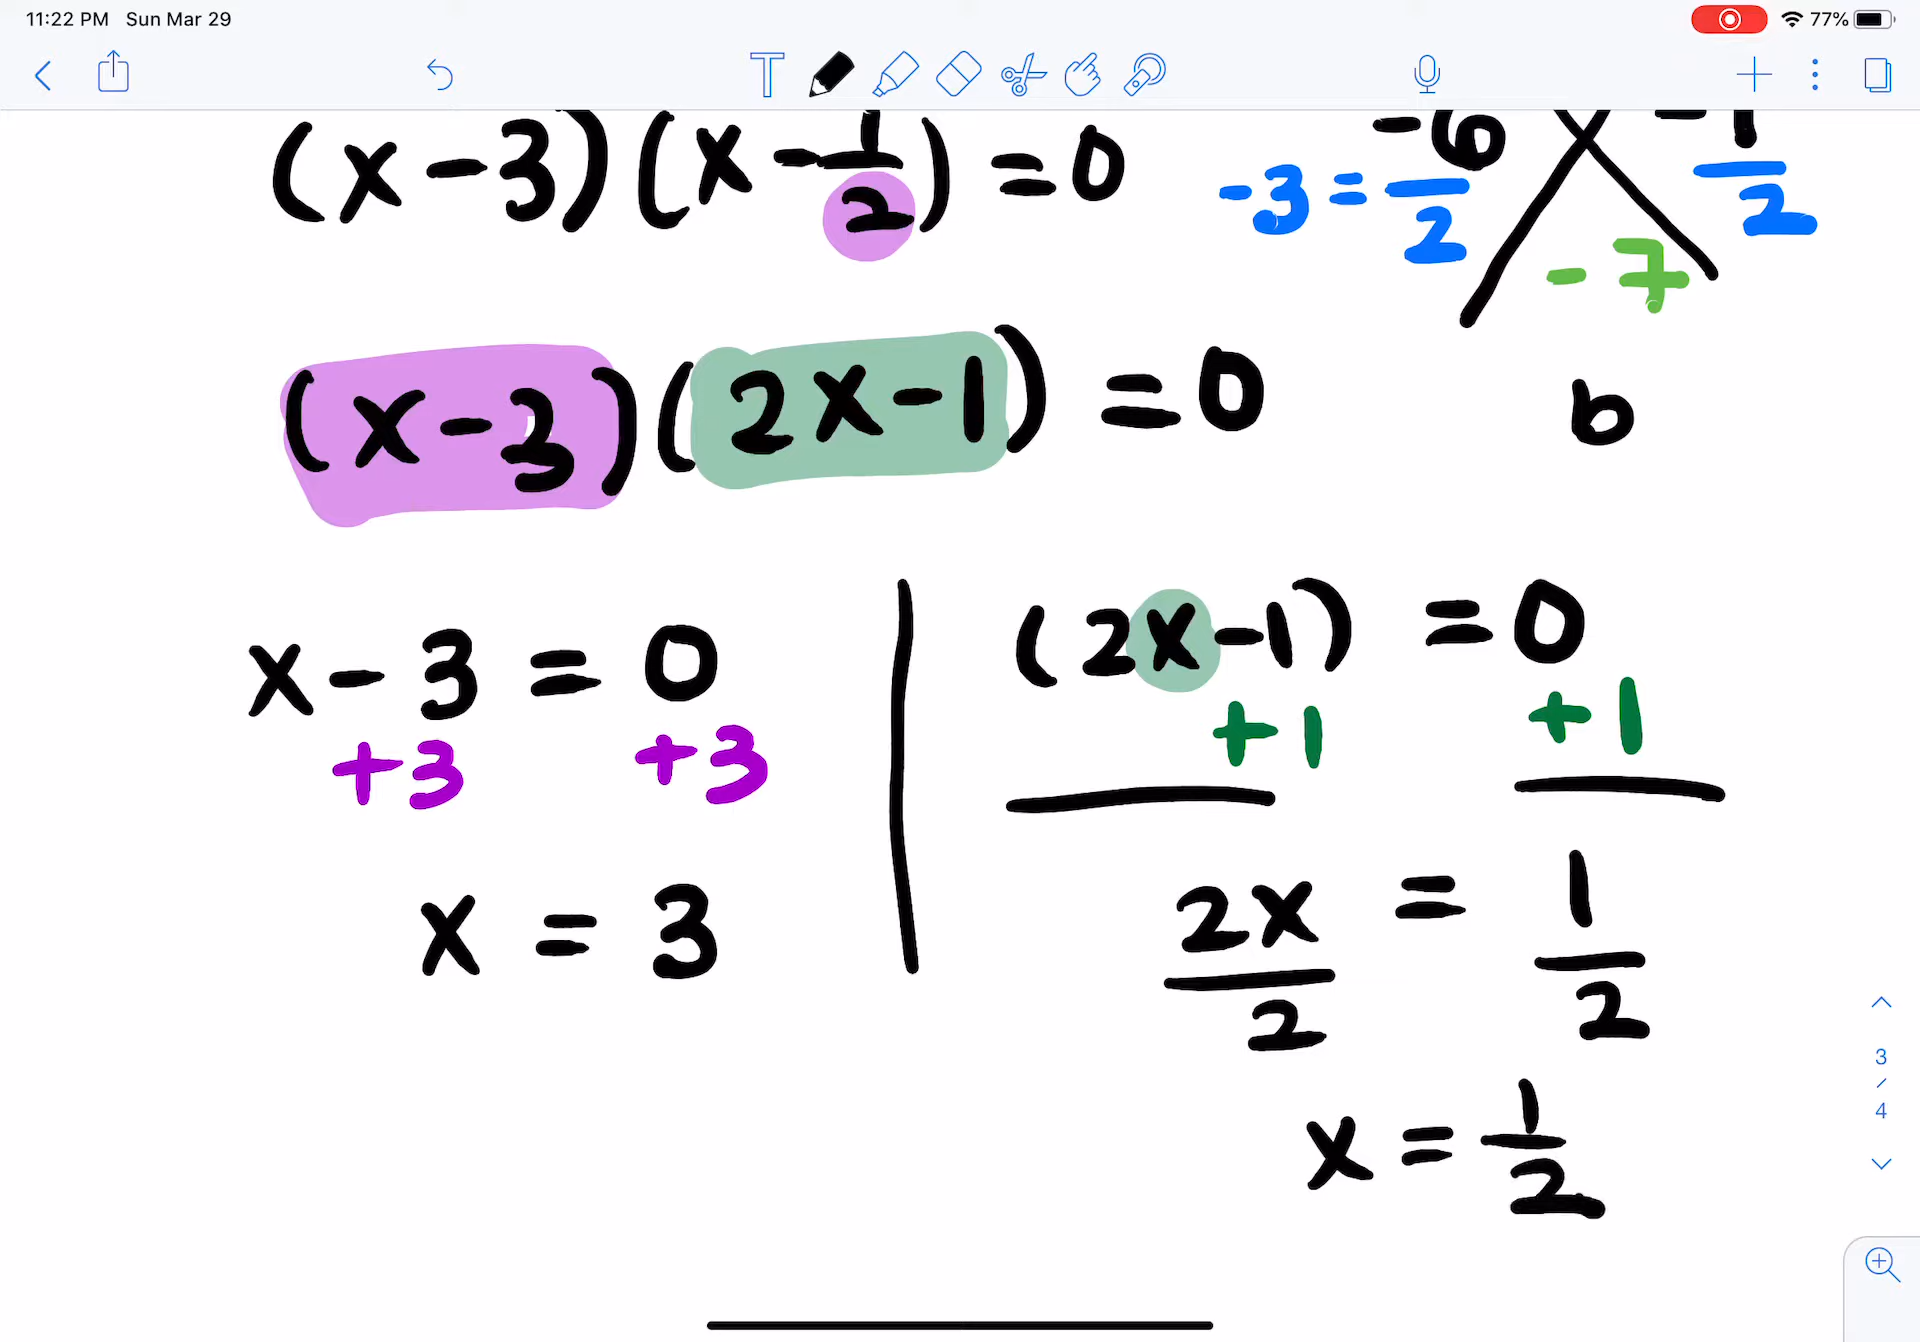 11:22 PM Sun Mar 29 77%
T
(x-3)(x-1/2)=0
-6 -1
-3 = /2 /2
-7
(x-3)(2x-1)=0
b
x-3=0
+3 +3
x=3
(2x-1)=0
+1 +1
2x/2 = 1/2
x=1/2
3
/
4